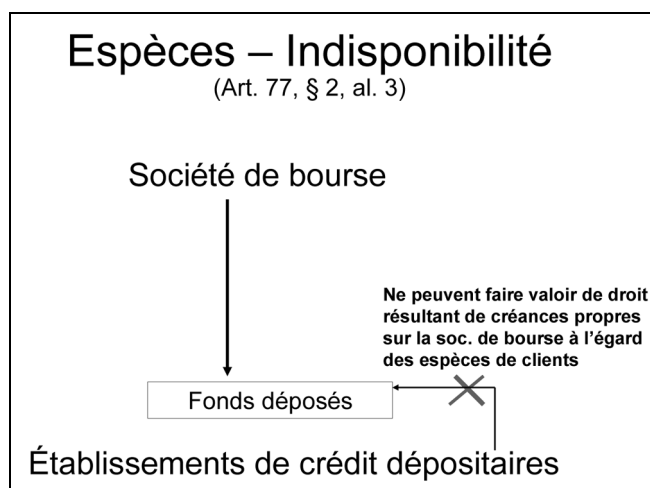 Espèces – Indisponibilité
(Art. 77, § 2, al. 3)
Société de bourse
Ne peuvent faire valoir de droit
résultant de créances propres
sur la soc. de bourse à l’égard
des espèces de clients
Fonds déposés
Établissements de crédit dépositaires